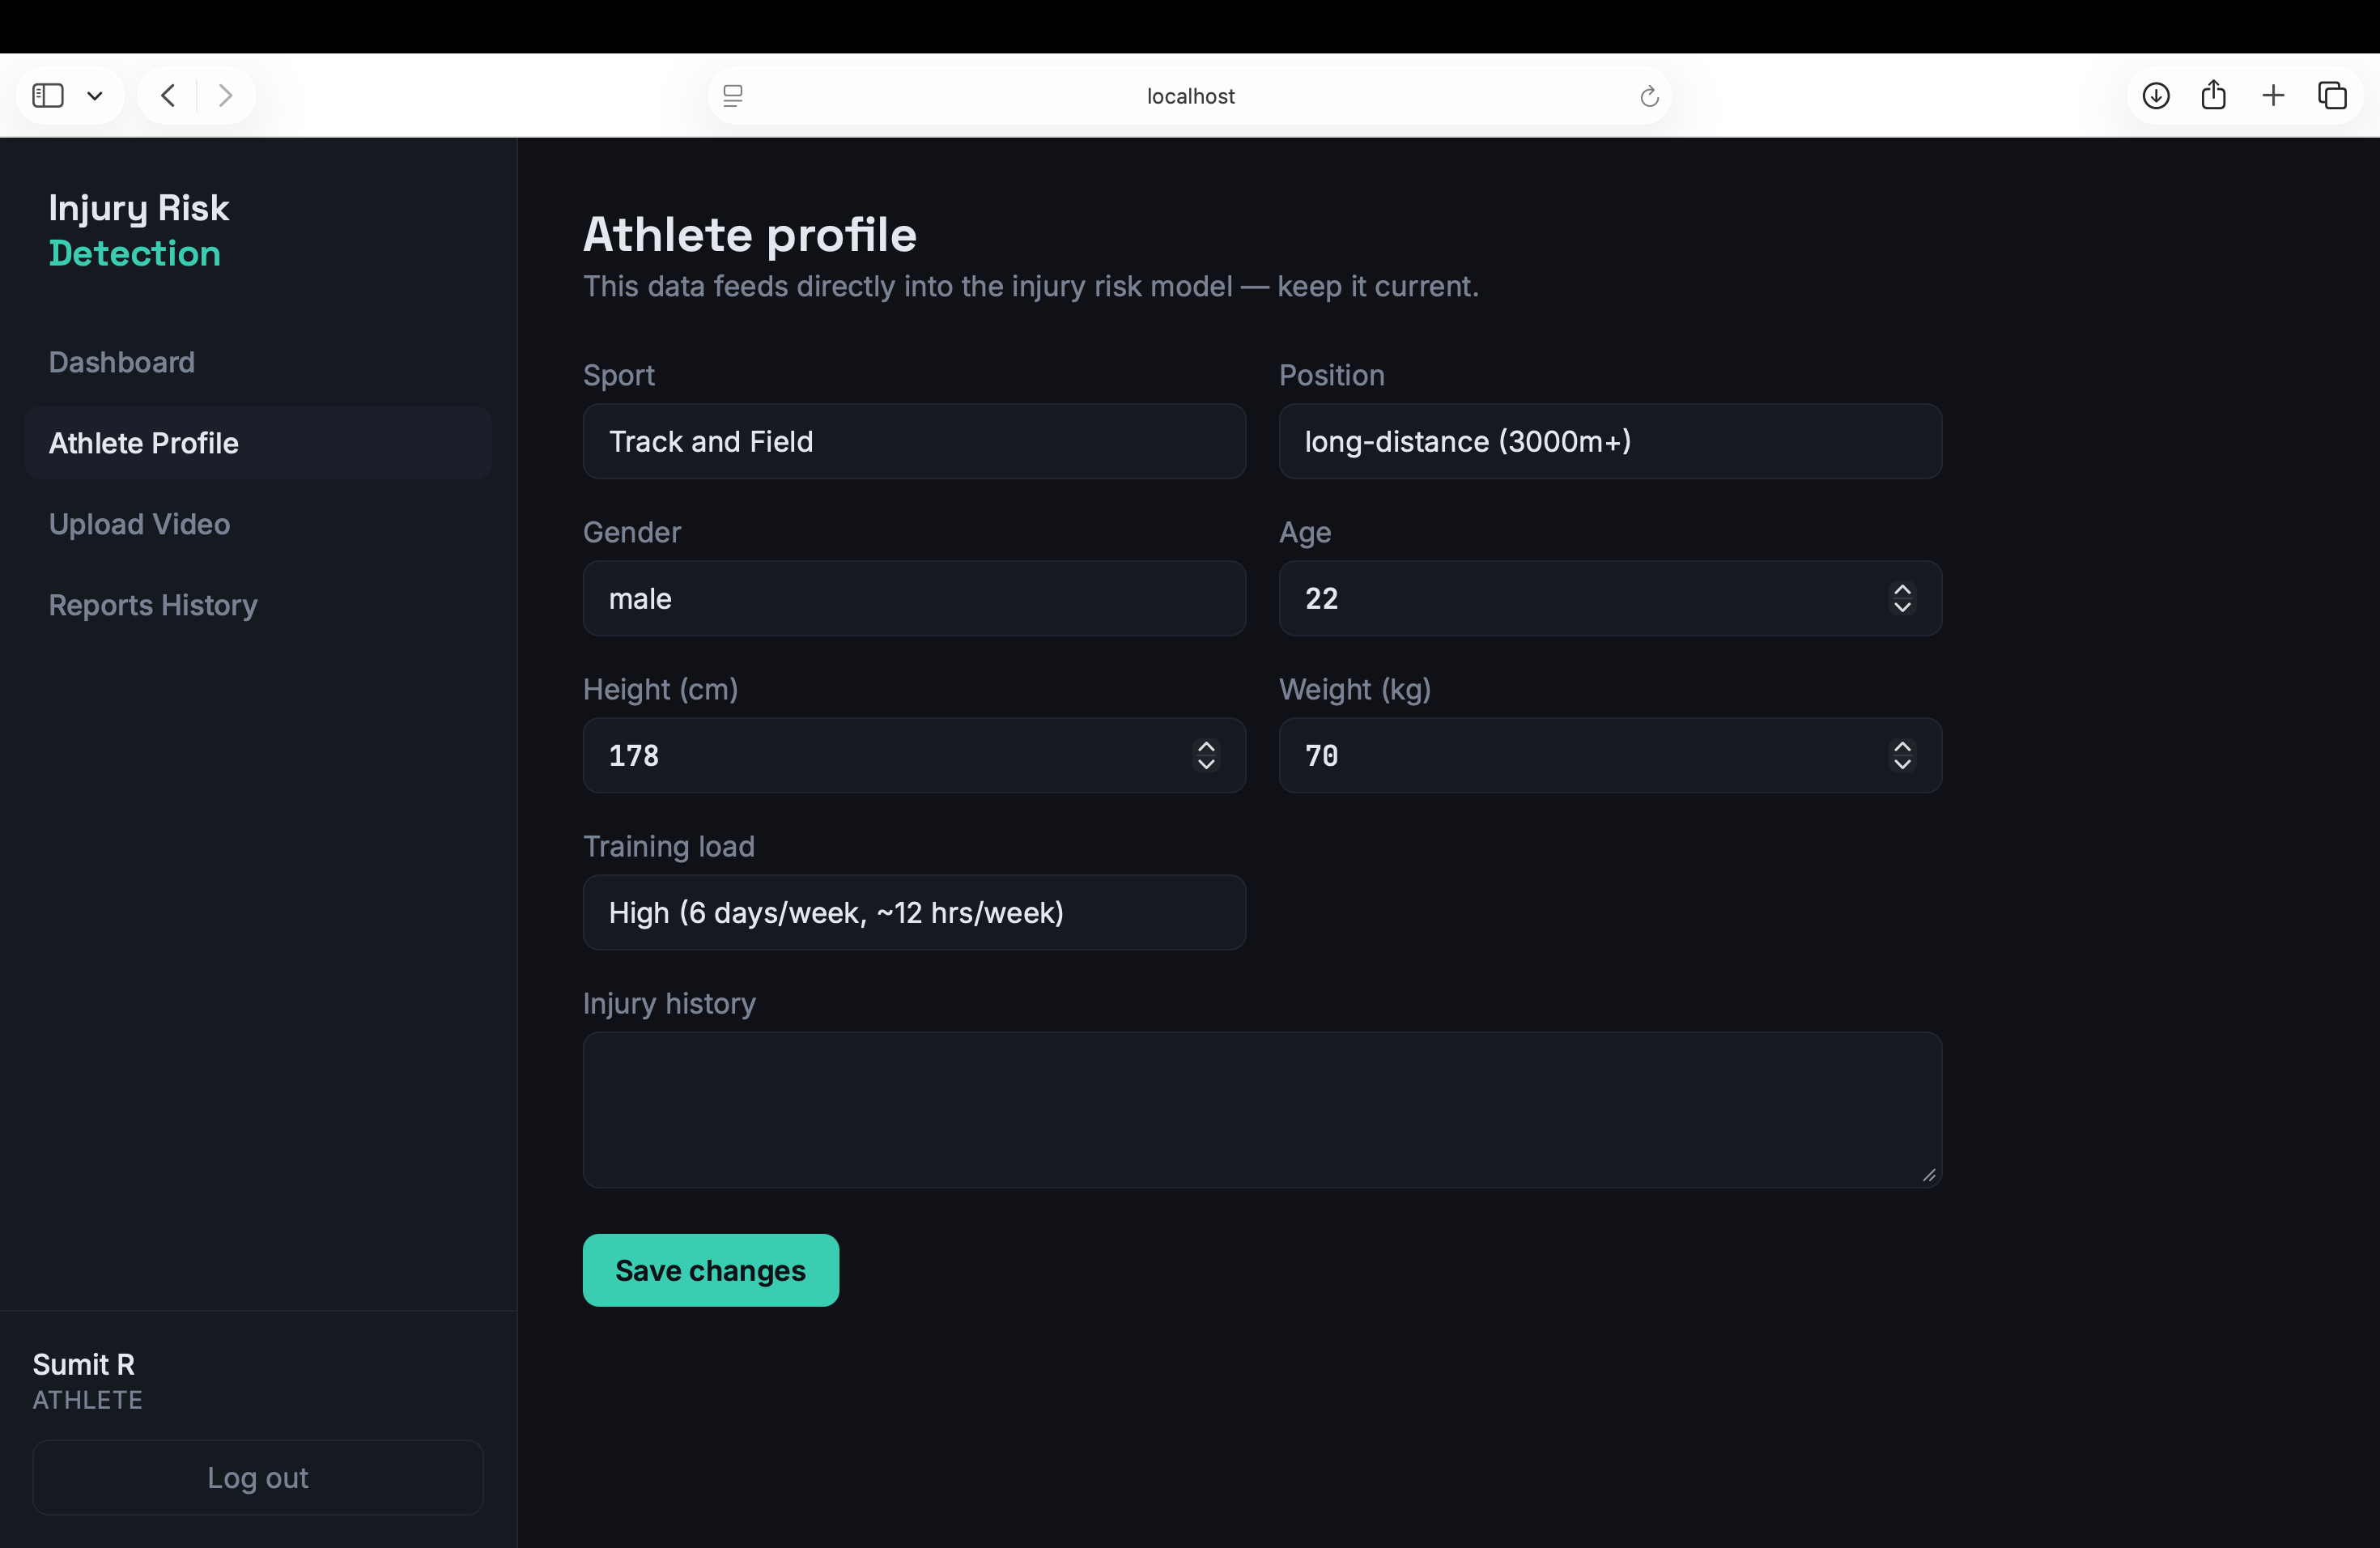 localhost
Injury Risk
Detection
Dashboard
Athlete Profile
Upload Video
Reports History
Sumit R
ATHLETE
Log out
Athlete profile
This data feeds directly into the injury risk model — keep it current.
Sport
Track and Field
Position
long-distance (3000m+)
Gender
male
Age
22
Height (cm)
178
Weight (kg)
70
Training load
High (6 days/week, ~12 hrs/week)
Injury history
Save changes